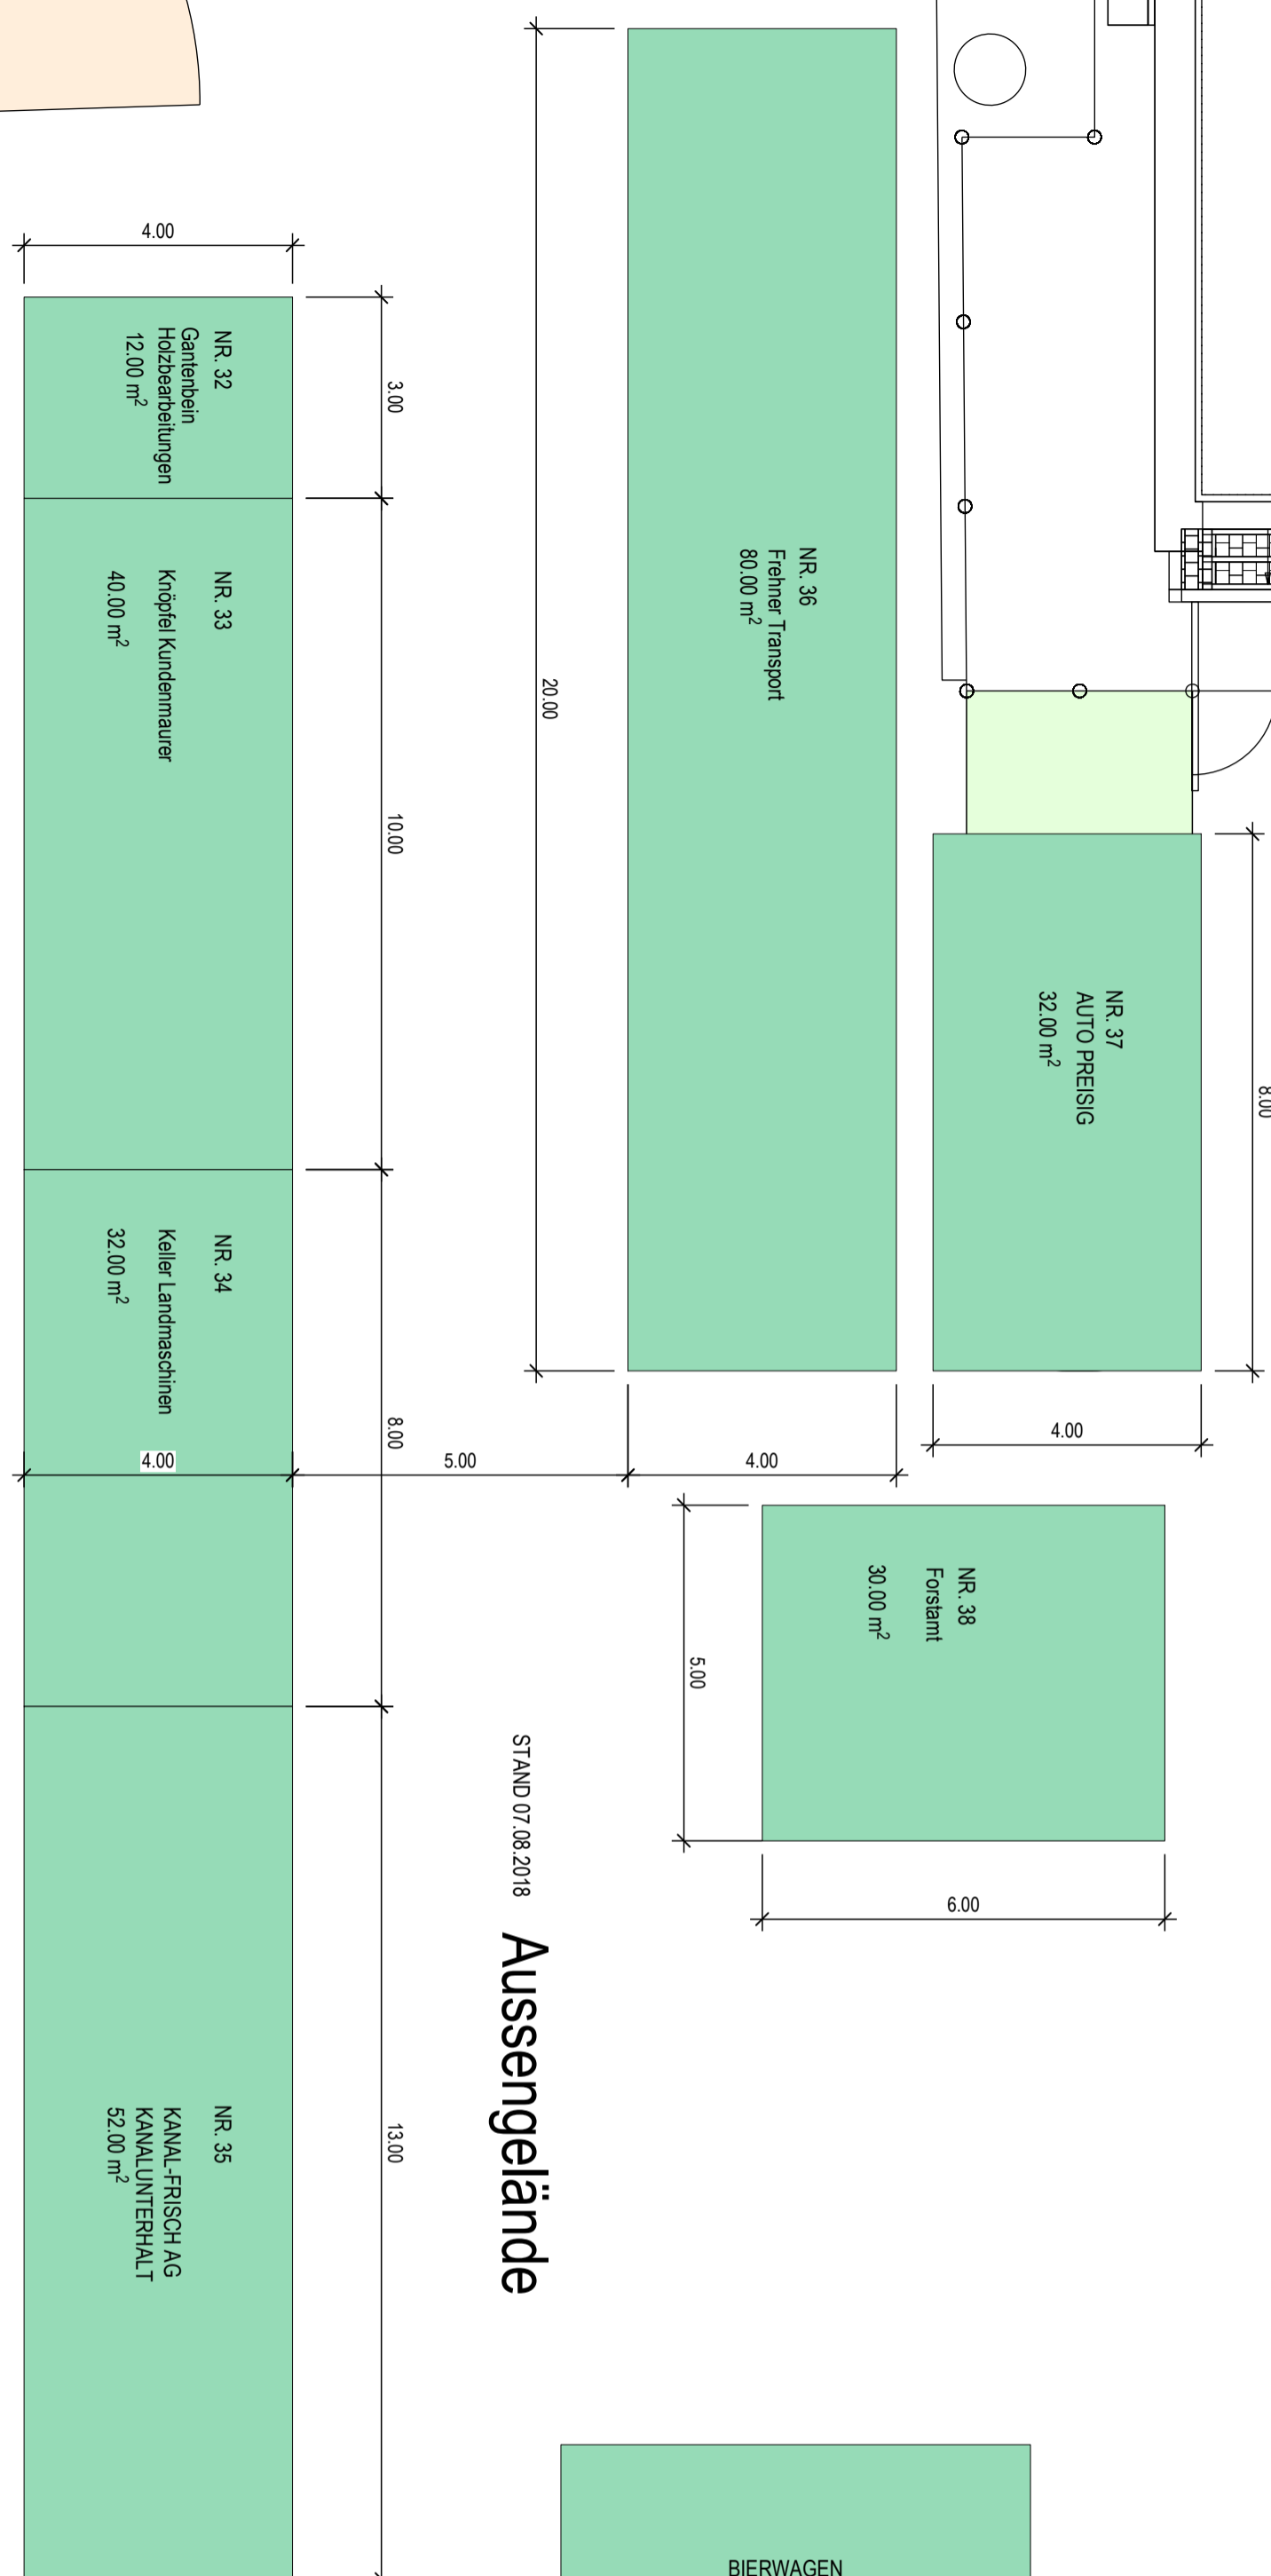 4.00
NR. 32
Gantenbein
Holzbearbeitungen
12.00 m²
3.00
NR. 33
Knöpfel Kundenmaurer
40.00 m²
10.00
NR. 34
Keller Landmaschinen
32.00 m²
8.00
4.00
5.00
4.00
NR. 35
KANAL-FRISCH AG
KANALUNTERHALT
52.00 m²
13.00
NR. 36
Frehner Transport
80.00 m²
20.00
NR. 37
AUTO PREISIG
32.00 m²
8.00
4.00
NR. 38
Forstamt
30.00 m²
5.00
6.00
STAND 07.08.2018
Aussengelände
BIERWAGEN